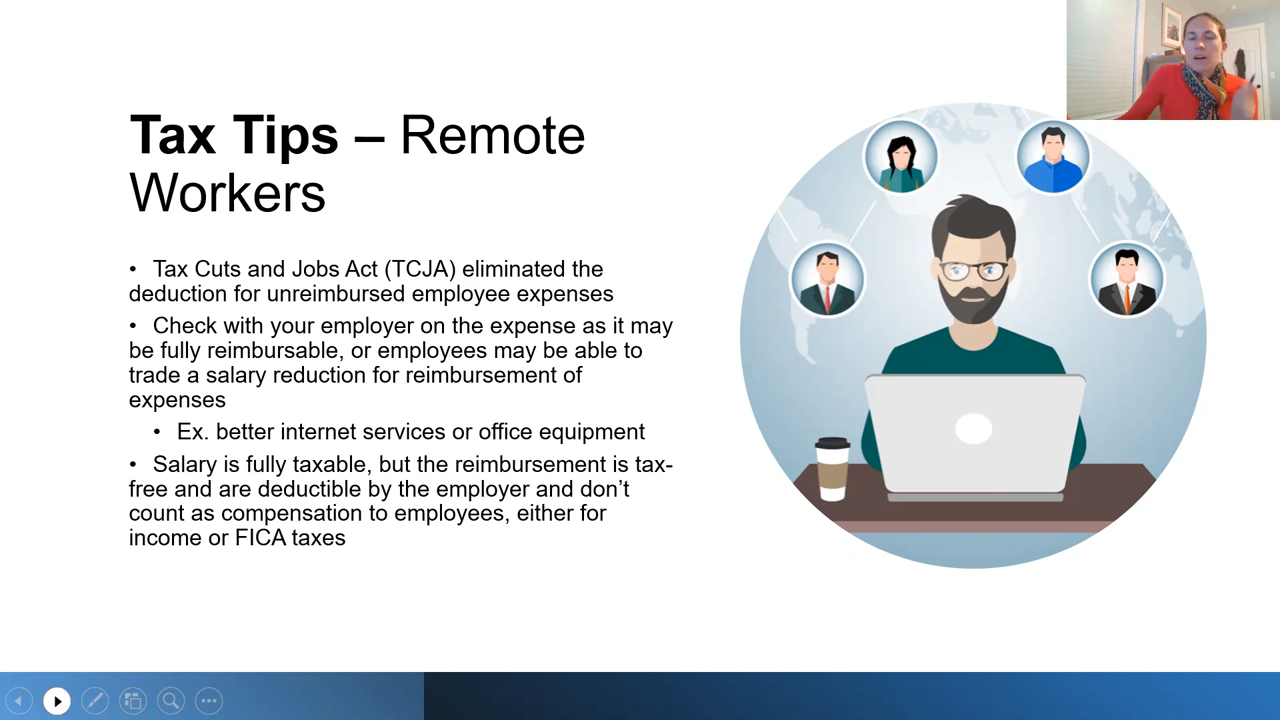 Tax Tips – Remote
Workers
• Tax Cuts and Jobs Act (TCJA) eliminated the
deduction for unreimbursed employee expenses
• Check with your employer on the expense as it may
be fully reimbursable, or employees may be able to
trade a salary reduction for reimbursement of
expenses
• Ex. better internet services or office equipment
• Salary is fully taxable, but the reimbursement is tax-
free and are deductible by the employer and don’t
count as compensation to employees, either for
income or FICA taxes